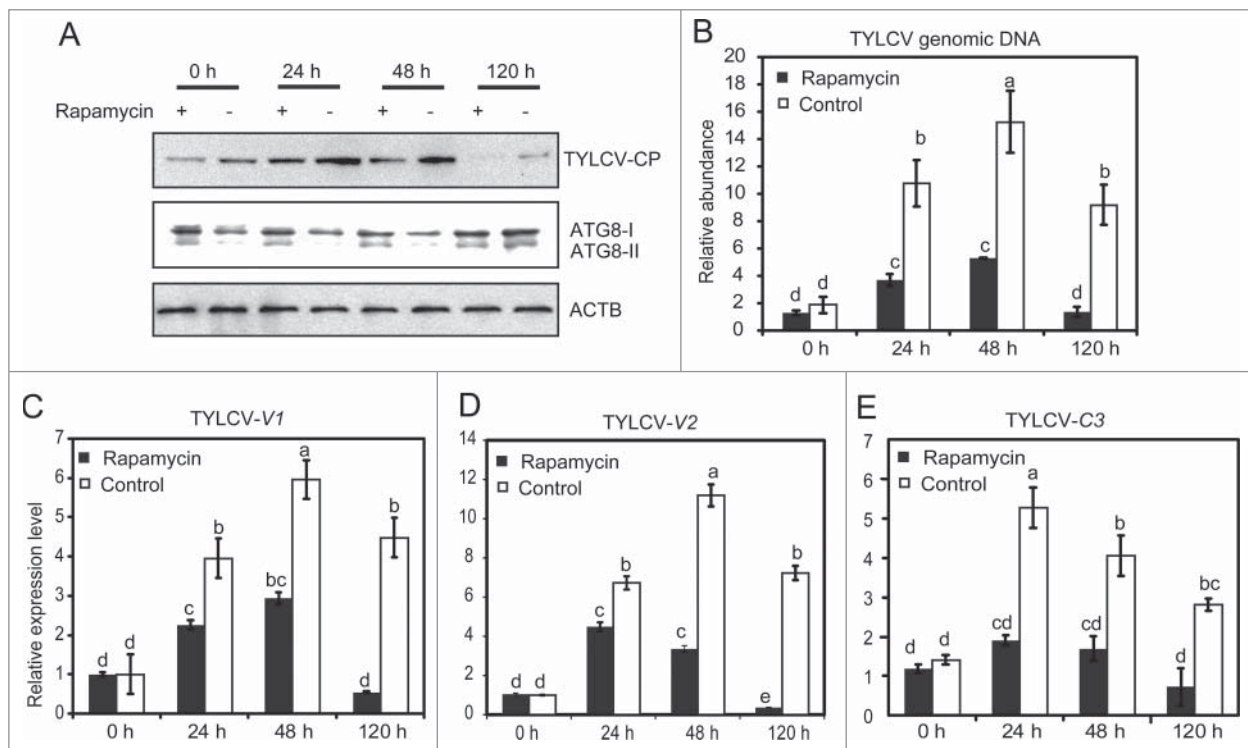 A
0 h 24 h 48 h 120 h
Rapamycin + - + - + - + -
TYLCV-CP
ATG8-I
ATG8-II
ACTB
B
TYLCV genomic DNA
Relative abundance
20
18
16
14
12
10
8
6
4
2
0
Rapamycin
Control
d d c b c a d b
0 h 24 h 48 h 120 h
C
TYLCV-V1
Relative expression level
7
6
5
4
3
2
1
0
Rapamycin
Control
d d c b bc a d b
0 h 24 h 48 h 120 h
D
TYLCV-V2
14
12
10
8
6
4
2
0
Rapamycin
Control
d d c b c a e b
0 h 24 h 48 h 120 h
E
TYLCV-C3
7
6
5
4
3
2
1
0
Rapamycin
Control
d d cd a cd b d bc
0 h 24 h 48 h 120 h